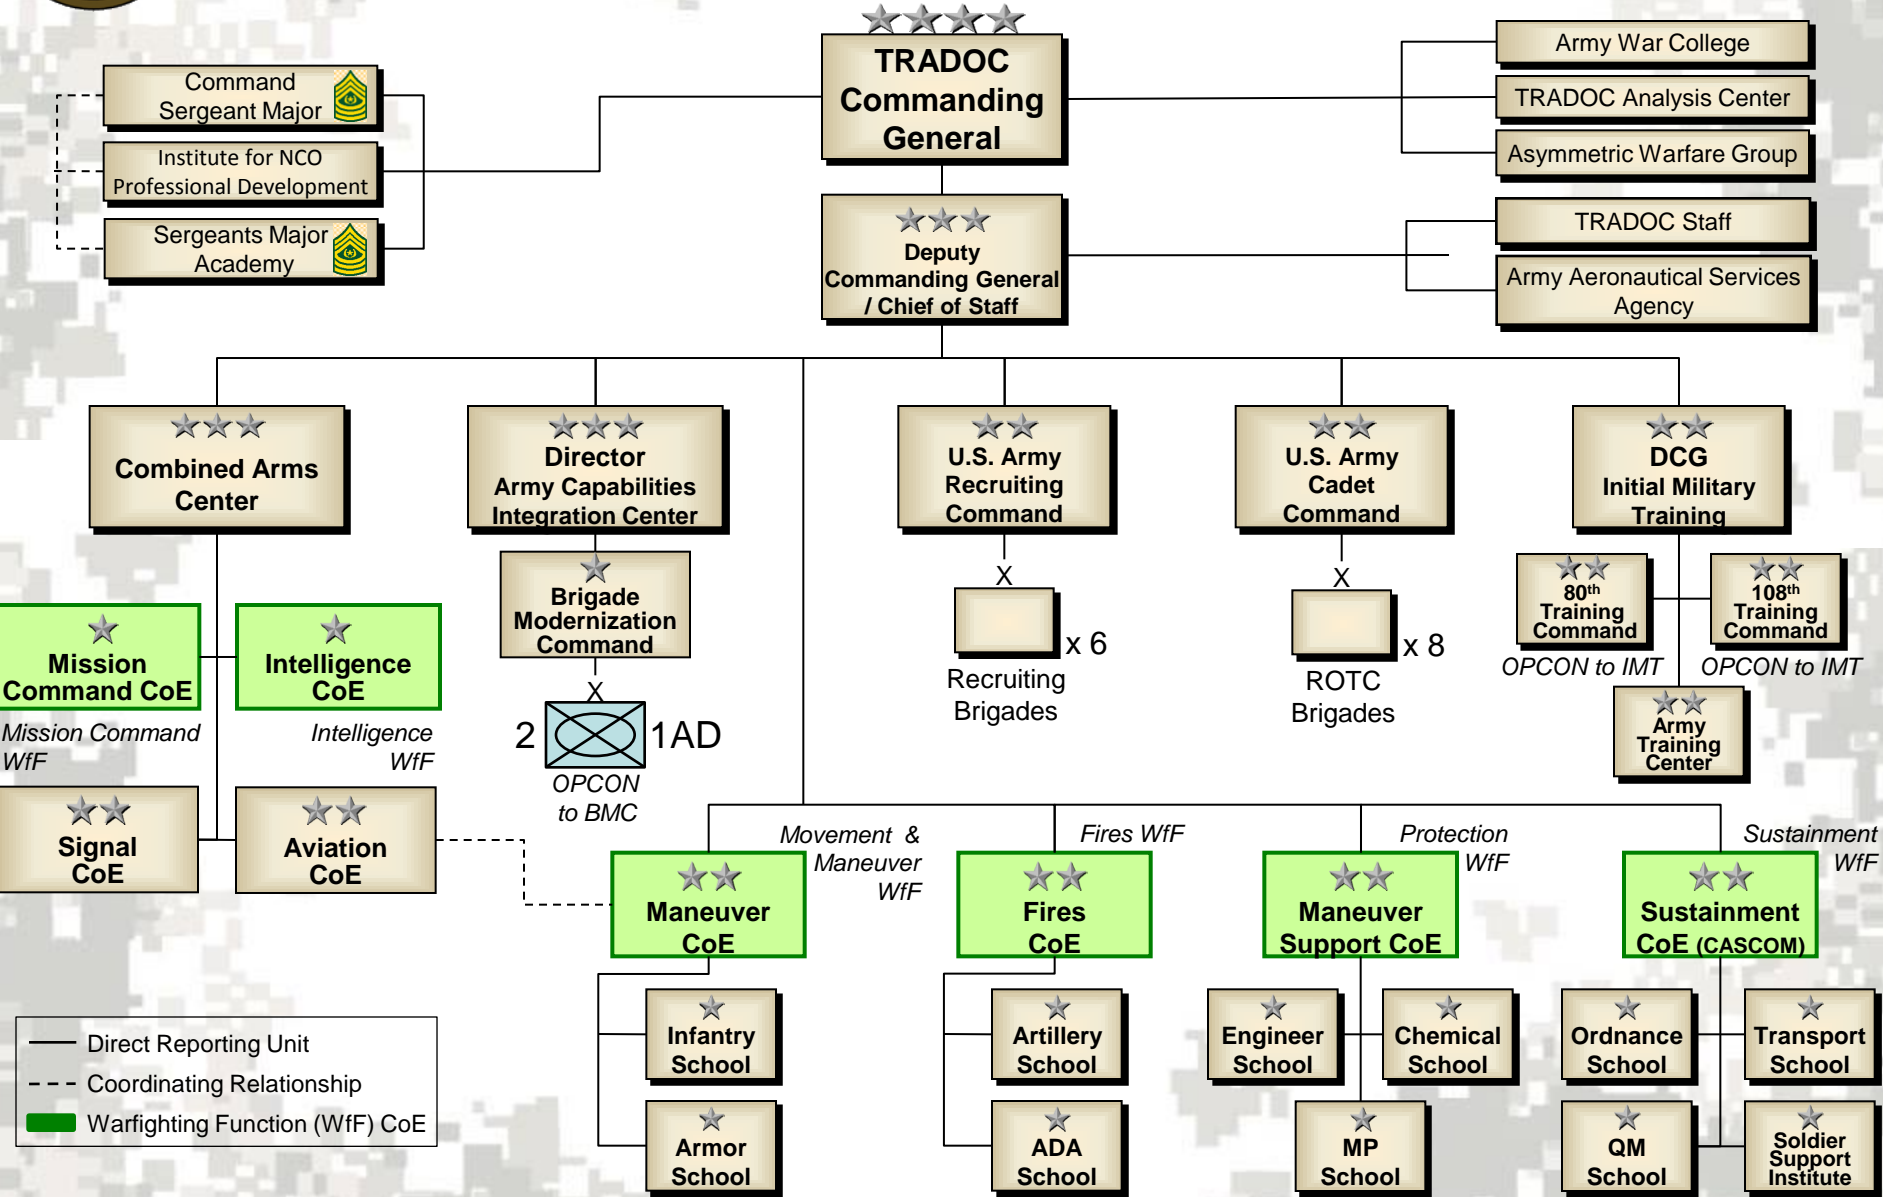 TRADOC
Commanding
General
Command
Sergeant Major
Institute for NCO
Professional Development
Sergeants Major
Academy
Army War College
TRADOC Analysis Center
Asymmetric Warfare Group
Deputy
Commanding General
/ Chief of Staff
TRADOC Staff
Army Aeronautical Services
Agency
Combined Arms
Center
Director
Army Capabilities
Integration Center
U.S. Army
Recruiting
Command
U.S. Army
Cadet
Command
DCG
Initial Military
Training
Mission
Command CoE
Mission Command
WfF
Intelligence
CoE
Intelligence
WfF
Signal
CoE
Aviation
CoE
Brigade
Modernization
Command
X
2
1AD
OPCON
to BMC
X
x 6
Recruiting
Brigades
X
x 8
ROTC
Brigades
80th
Training
Command
OPCON to IMT
108th
Training
Command
OPCON to IMT
Army
Training
Center
Movement &
Maneuver
WfF
Maneuver
CoE
Fires WfF
Fires
CoE
Protection
WfF
Maneuver
Support CoE
Sustainment
WfF
Sustainment
CoE (CASCOM)
Infantry
School
Armor
School
Artillery
School
ADA
School
Engineer
School
Chemical
School
MP
School
Ordnance
School
Transport
School
QM
School
Soldier
Support
Institute
Direct Reporting Unit
Coordinating Relationship
Warfighting Function (WfF) CoE